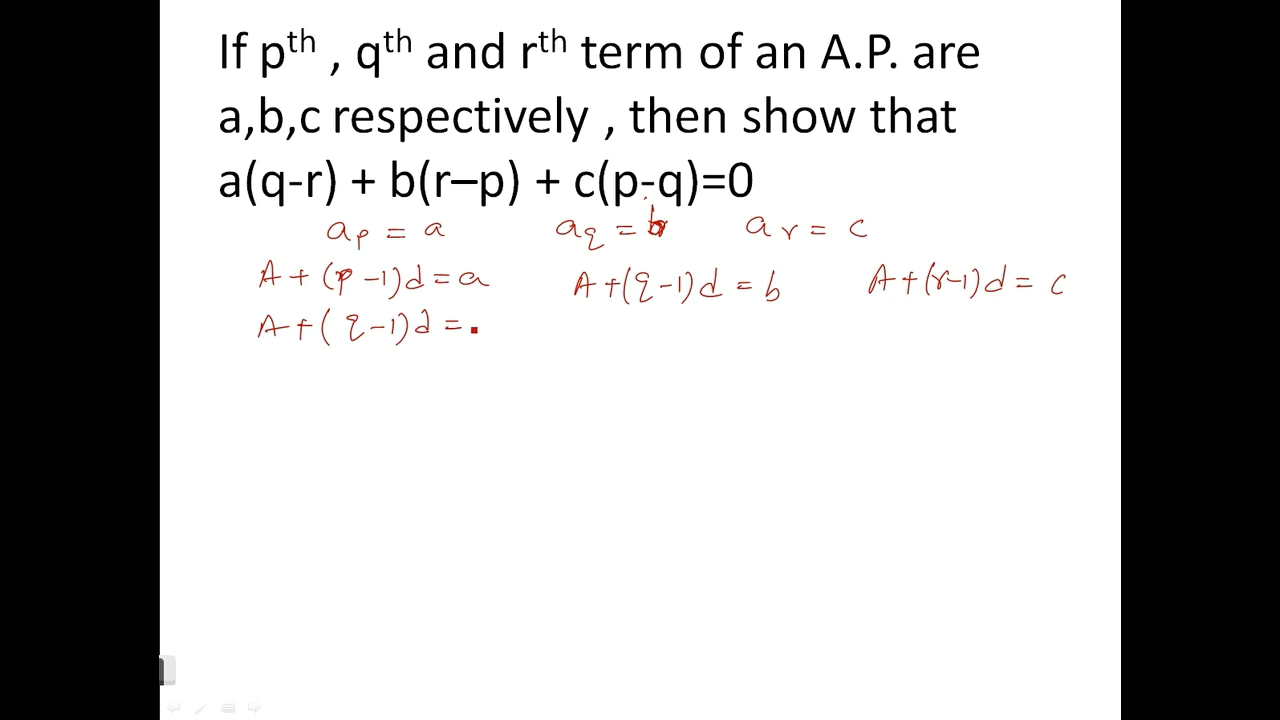 If pᵗʰ , qᵗʰ and rᵗʰ term of an A.P. are
a,b,c respectively , then show that
a(q-r) + b(r–p) + c(p-q)=0
aₚ = a a_q = b aᵣ = c
A+(p-1)d=a A+(q-1)d = b A+(r-1)d = c
A+(q-1)d=